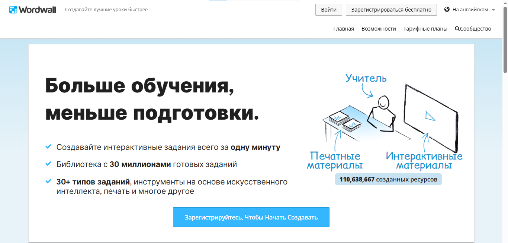 Wordwall
Создавайте лучшие уроки быстрее
Войти
Зарегистрироваться бесплатно
Главная
Возможности
Тарифные планы
Сообщество
Больше обучения,
меньше подготовки.
Создавайте интерактивные задания всего за одну минуту
Библиотека с 30 миллионами готовых заданий
30+ типов заданий, инструменты на основе искусственного
интеллекта, печать и многое другое
Учитель
Печатные
материалы
Интерактивные
материалы
110,638,667 созданных ресурсов
Зарегистрируйтесь, Чтобы Начать Создавать